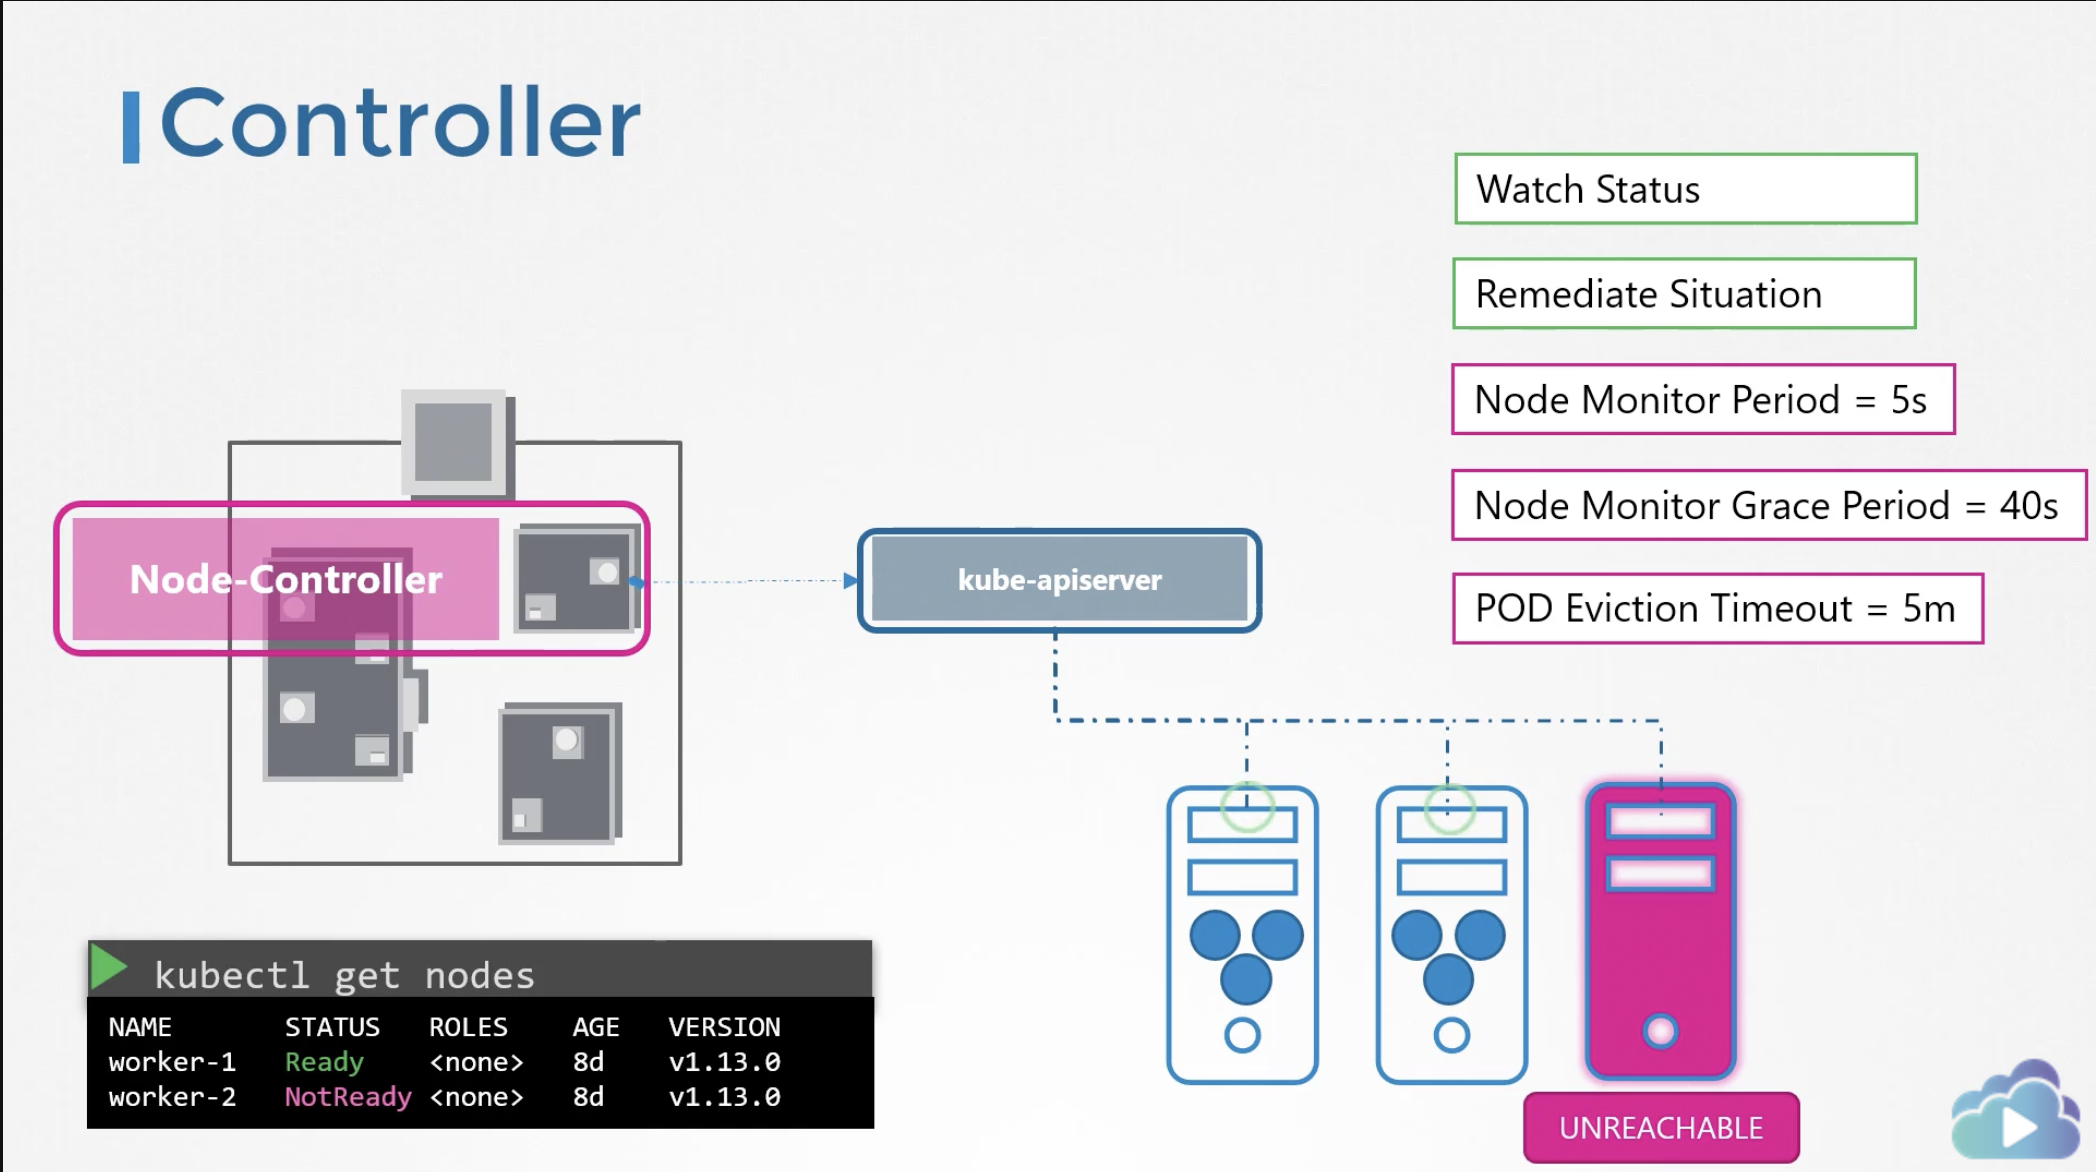 Controller
Watch Status
Remediate Situation
Node Monitor Period = 5s
Node Monitor Grace Period = 40s
POD Eviction Timeout = 5m
Node-Controller
kube-apiserver
kubectl get nodes
NAME STATUS ROLES AGE VERSION
worker-1 Ready <none> 8d v1.13.0
worker-2 NotReady <none> 8d v1.13.0
UNREACHABLE